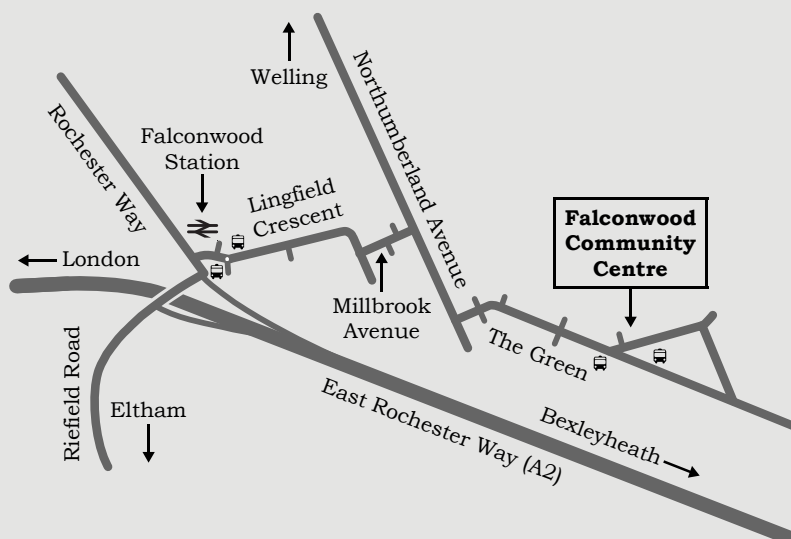 Welling
Northumberland Avenue
Rochester Way
Falconwood
Station
Lingfield
Crescent
Falconwood
Community
Centre
London
Millbrook
Avenue
The Green
Riefield Road
Eltham
East Rochester Way (A2)
Bexleyheath